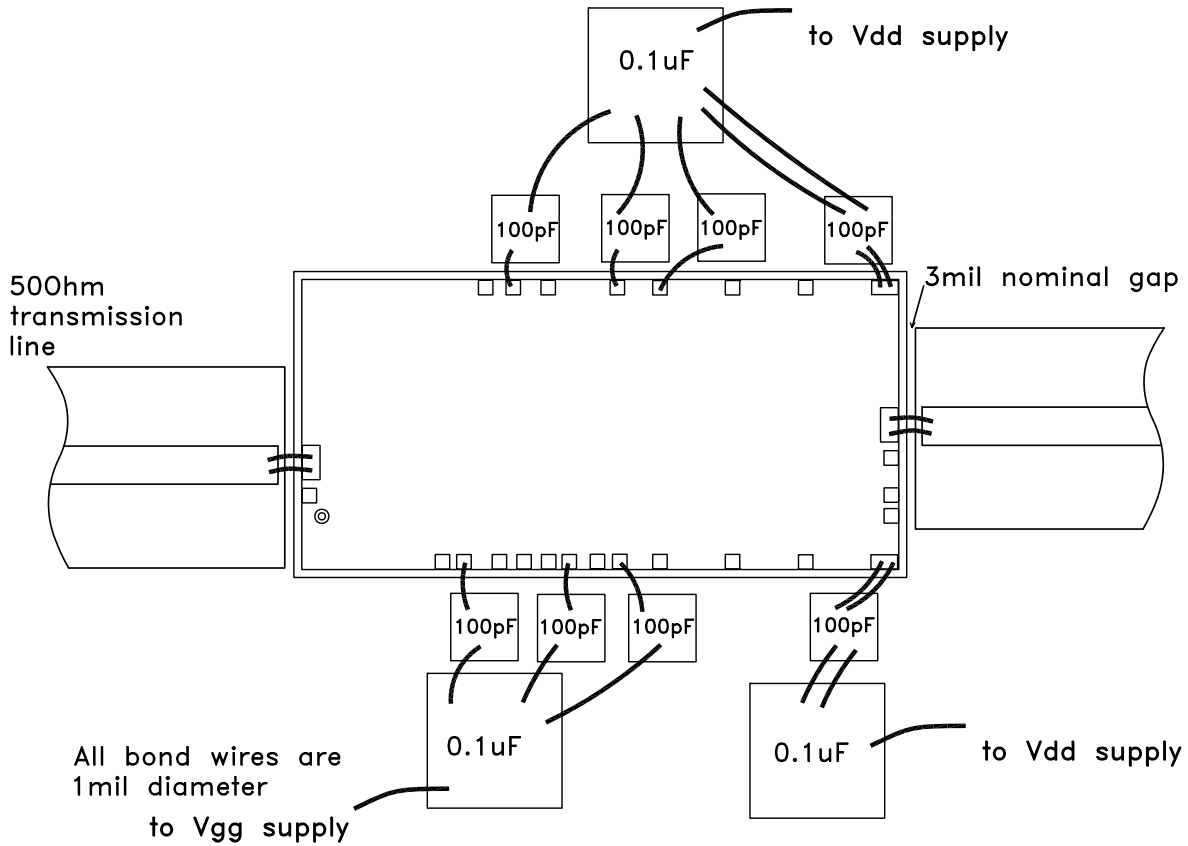 to Vdd supply
0.1uF
100pF
100pF
100pF
100pF
3mil nominal gap
50Ohm
transmission
line
100pF
100pF
100pF
100pF
0.1uF
0.1uF
to Vdd supply
All bond wires are
1mil diameter
to Vgg supply